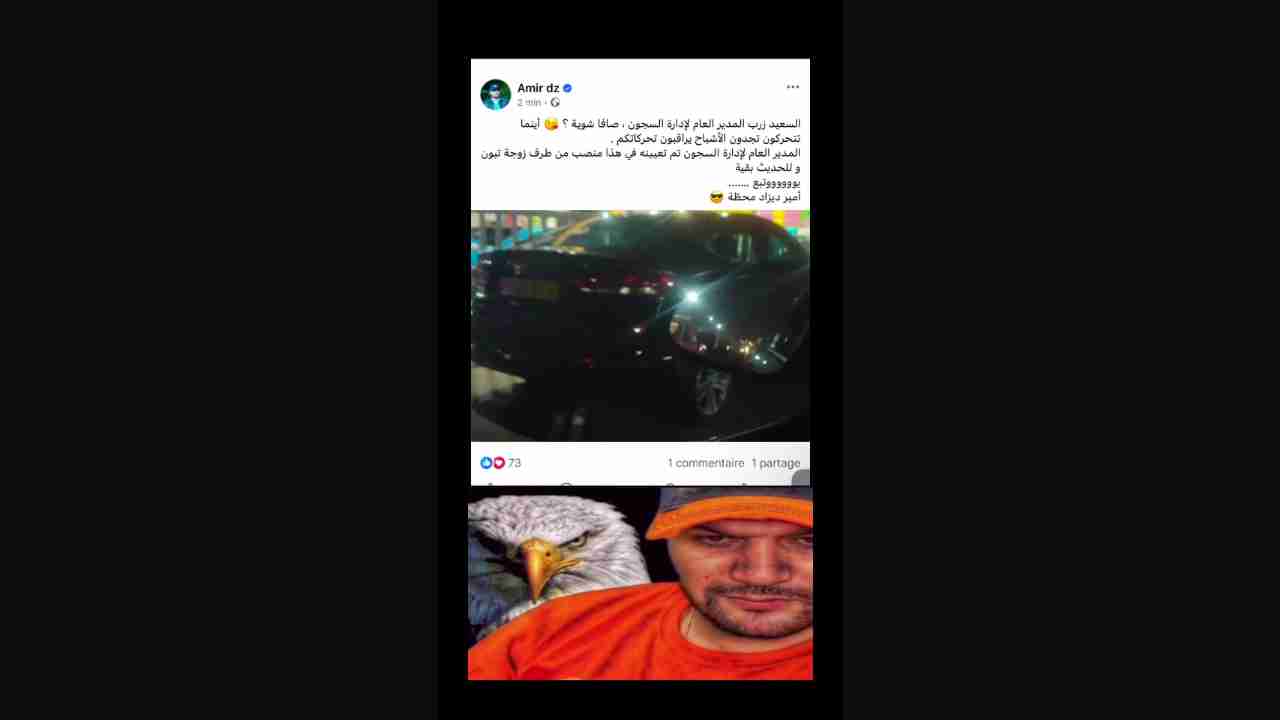 Amir dz
2 min
السعيد زرب المدير العام لإدارة السجون ، صافا شوية ؟ 😘 أينما
تتحركون تجدون الأشباح يراقبون تحركاتكم .
المدير العام لإدارة السجون تم تعيينه في هذا منصب من طرف زوجة تبون
و للحديث بقية
يوووووونبع .......
أمير ديزاد محظة 😎
73
1 commentaire 1 partage